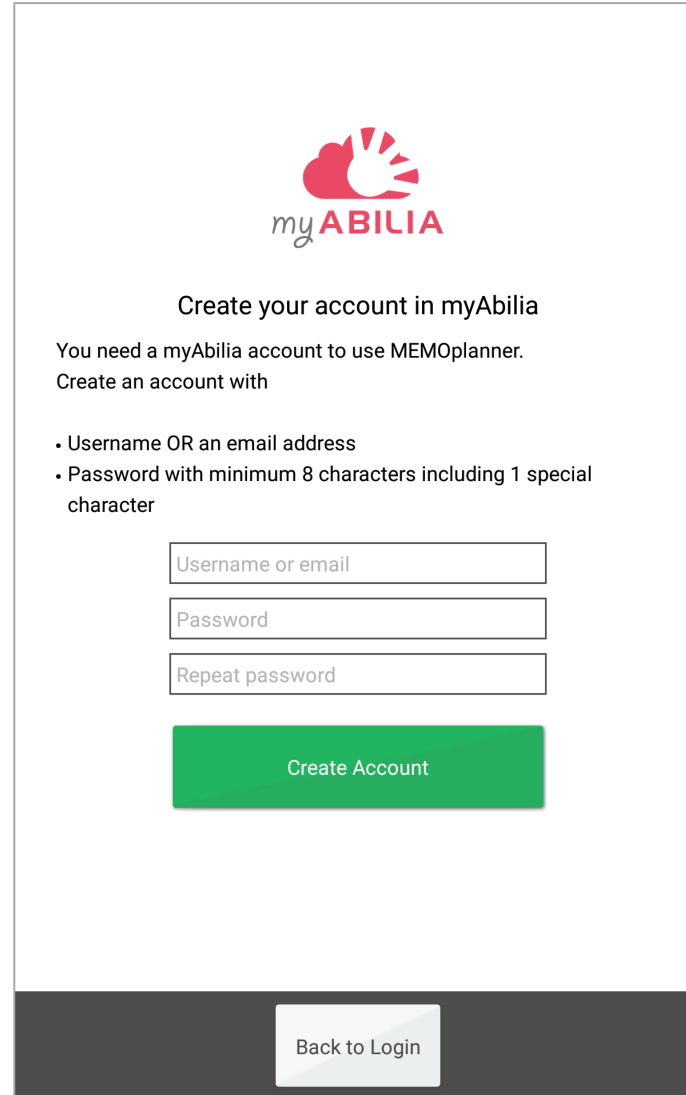 my ABILIA
Create your account in myAbilia
You need a myAbilia account to use MEMOplanner.
Create an account with
• Username OR an email address
• Password with minimum 8 characters including 1 special
character
Username or email
Password
Repeat password
Create Account
Back to Login